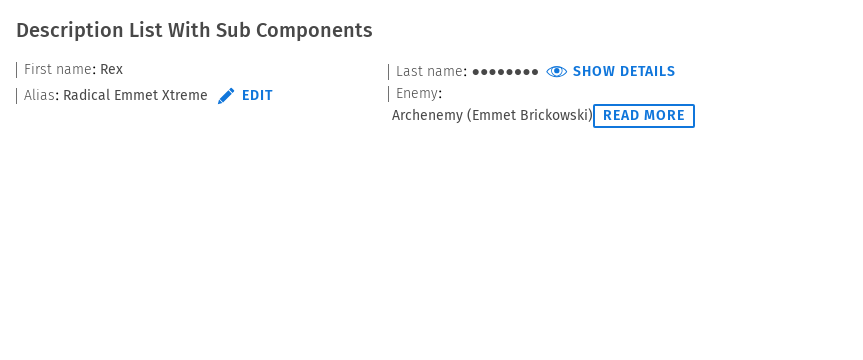 Description List With Sub Components
First name: Rex
Alias: Radical Emmet Xtreme EDIT
Last name: ●●●●●●●● SHOW DETAILS
Enemy:
Archenemy (Emmet Brickowski) READ MORE